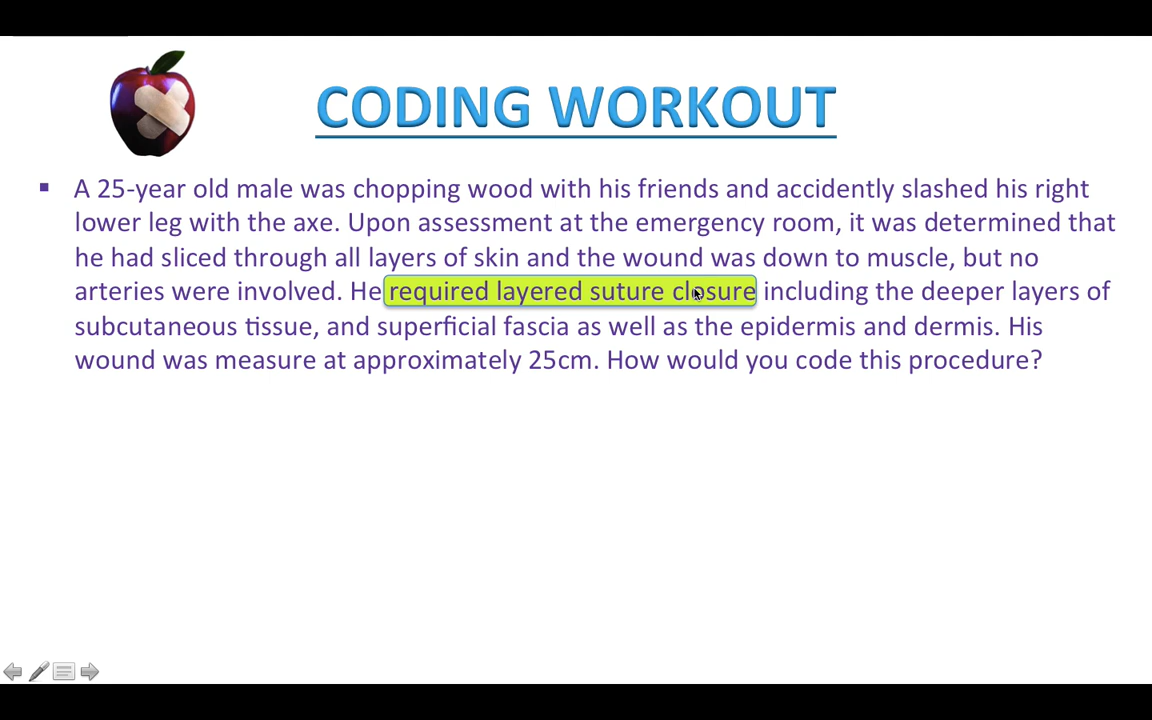 CODING WORKOUT
▪ A 25-year old male was chopping wood with his friends and accidently slashed his right
lower leg with the axe. Upon assessment at the emergency room, it was determined that
he had sliced through all layers of skin and the wound was down to muscle, but no
arteries were involved. He required layered suture closure including the deeper layers of
subcutaneous tissue, and superficial fascia as well as the epidermis and dermis. His
wound was measure at approximately 25cm. How would you code this procedure?